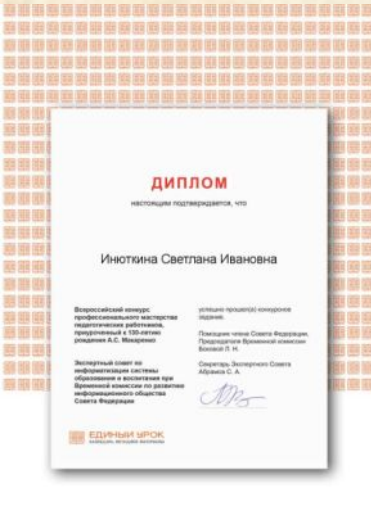 ДИПЛОМ
настоящим подтверждается, что
Инюткина Светлана Ивановна
Всероссийский конкурс
профессионального мастерства
педагогических работников,
приуроченный к 130-летию
рождения А.С. Макаренко
Экспертный совет по
информатизации системы
образования и воспитания при
Временной комиссии по развитию
информационного общества
Совета Федерации
успешно прошел(а) конкурсное
задание.
Помощник члена Совета Федерации,
Председателя Временной комиссии
Боковой Л. Н.
Секретарь Экспертного Совета
Абрамов С. А.
ЕДИНЫЙ УРОК